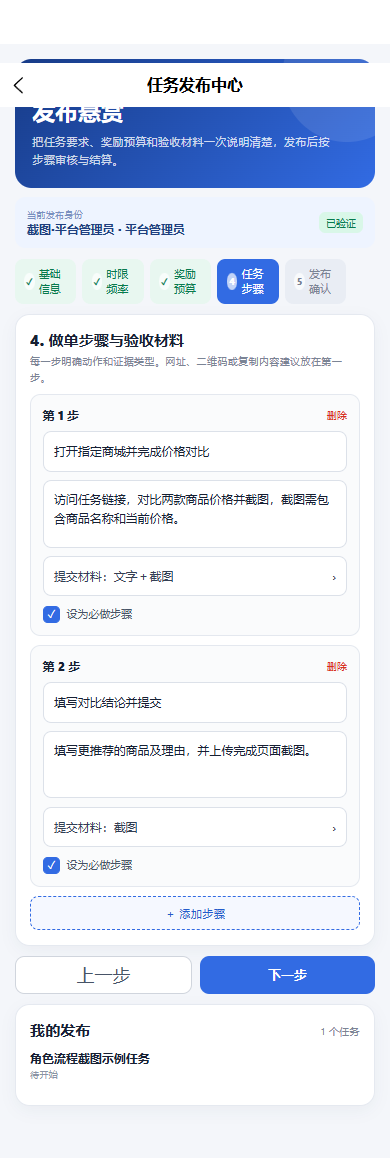 任务发布中心
发布悬赏
把任务要求、奖励预算和验收材料一次说明清楚，发布后按
步骤审核与结算。
当前发布身份
截图·平台管理员 · 平台管理员
已验证
✓ 基础
信息
✓ 时限
频率
✓ 奖励
预算
4 任务
步骤
5 发布
确认
4. 做单步骤与验收材料
每一步明确动作和证据类型。网址、二维码或复制内容建议放在第一
步。
第 1 步
删除
打开指定商城并完成价格对比
访问任务链接，对比两款商品价格并截图，截图需包
含商品名称和当前价格。
提交材料：文字 + 截图 ›
✓ 设为必做步骤
第 2 步
删除
填写对比结论并提交
填写更推荐的商品及理由，并上传完成页面截图。
提交材料：截图 ›
✓ 设为必做步骤
+ 添加步骤
上一步
下一步
我的发布
1 个任务
角色流程截图示例任务
待开始